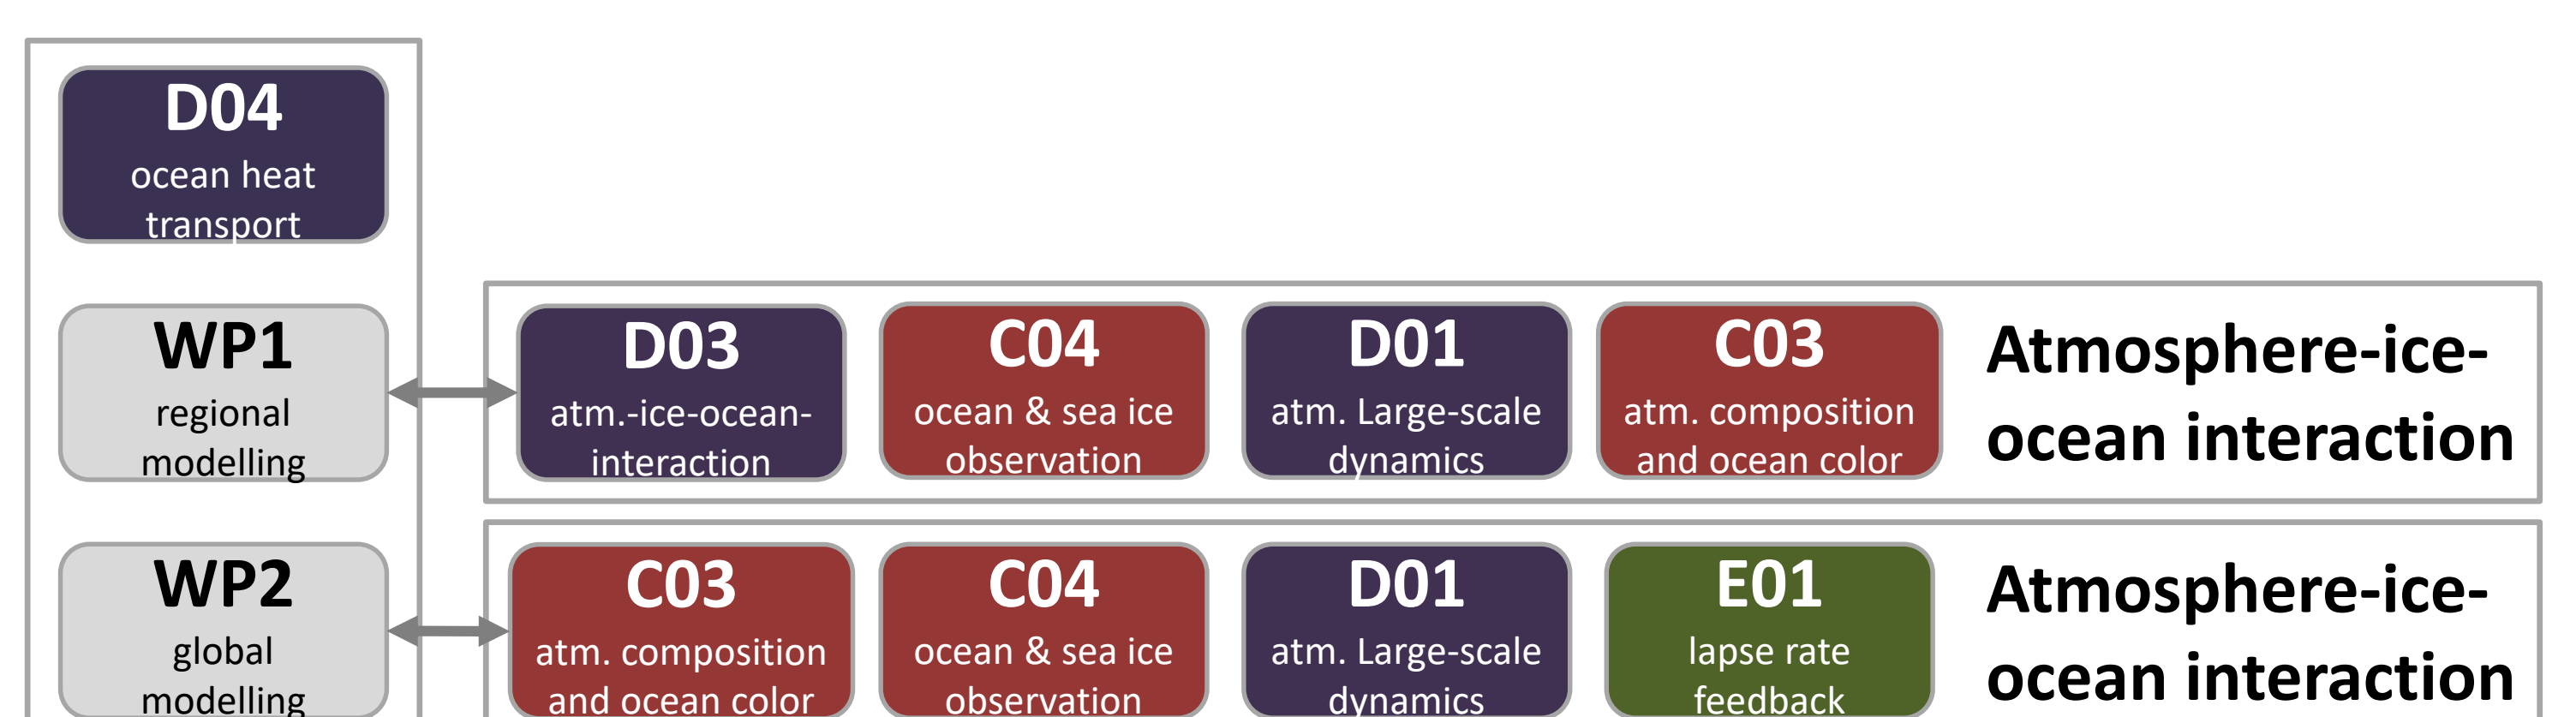 D04
ocean heat
transport
WP1
regional
modelling
D03
atm.-ice-ocean-
interaction
C04
ocean & sea ice
observation
D01
atm. Large-scale
dynamics
C03
atm. composition
and ocean color
Atmosphere-ice-
ocean interaction
WP2
global
modelling
C03
atm. composition
and ocean color
C04
ocean & sea ice
observation
D01
atm. Large-scale
dynamics
E01
lapse rate
feedback
Atmosphere-ice-
ocean interaction